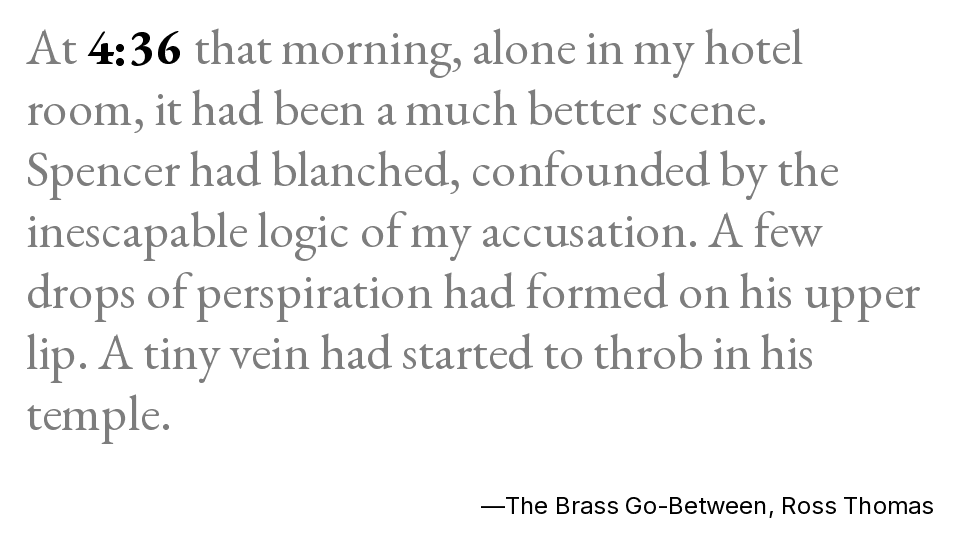 At 4:36 that morning, alone in my hotel
room, it had been a much better scene.
Spencer had blanched, confounded by the
inescapable logic of my accusation. A few
drops of perspiration had formed on his upper
lip. A tiny vein had started to throb in his
temple.
—The Brass Go-Between, Ross Thomas